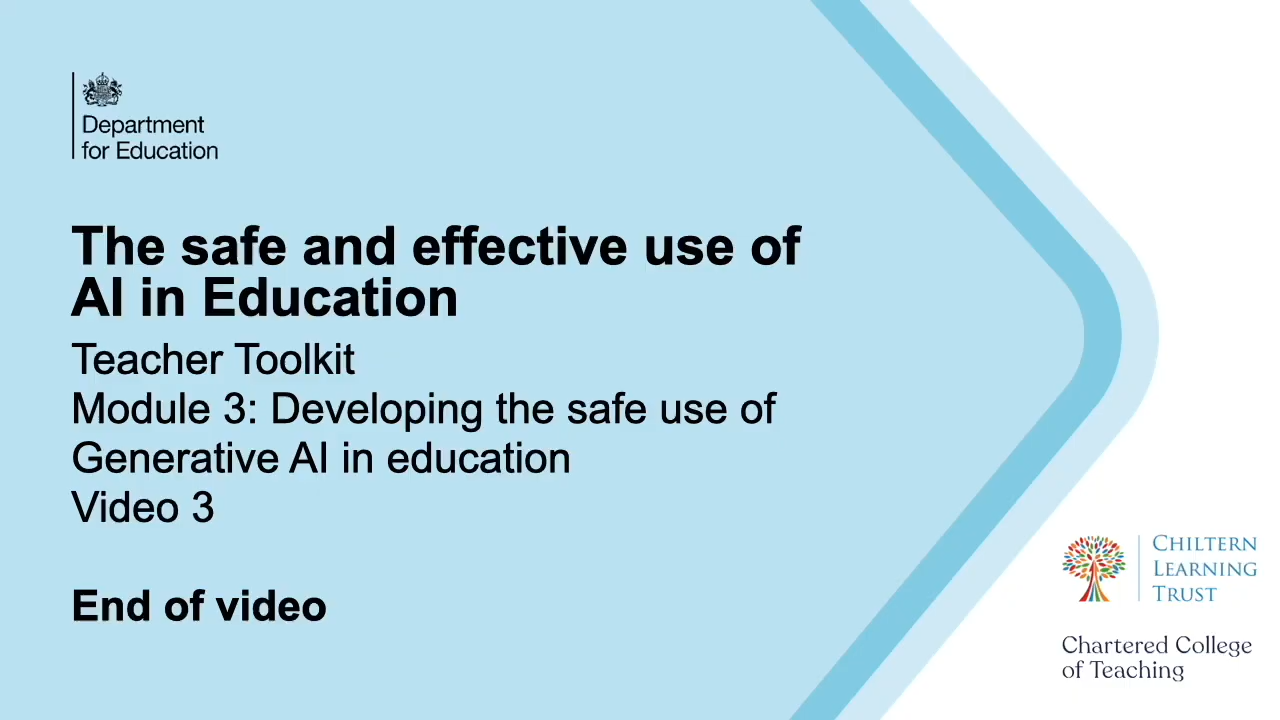 Department
for Education
The safe and effective use of
AI in Education
Teacher Toolkit
Module 3: Developing the safe use of
Generative AI in education
Video 3
End of video
CHILTERN
LEARNING
TRUST
Chartered College
of Teaching